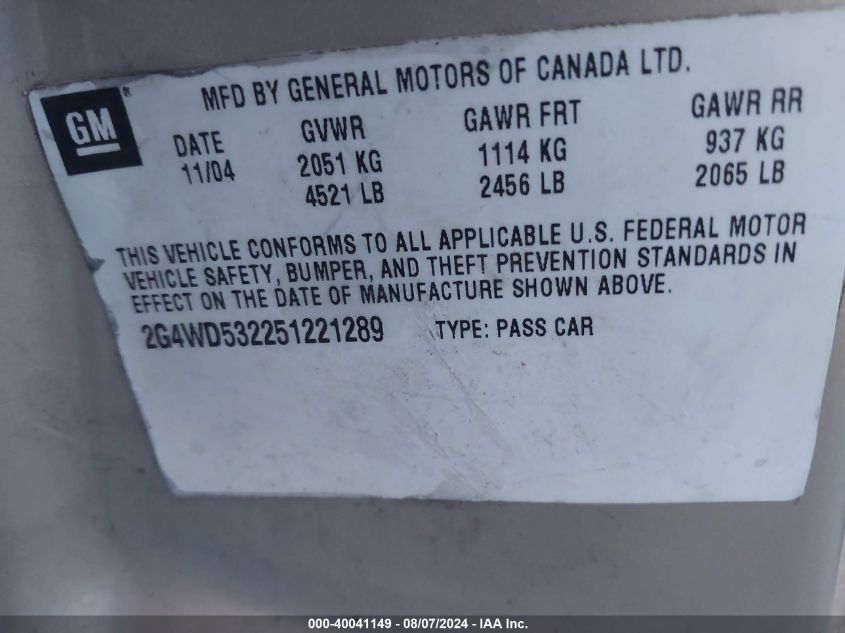 MFD BY GENERAL MOTORS OF CANADA LTD.
GM®
DATE GVWR GAWR FRT GAWR RR
11/04 2051 KG 1114 KG 937 KG
4521 LB 2456 LB 2065 LB
THIS VEHICLE CONFORMS TO ALL APPLICABLE U.S. FEDERAL MOTOR
VEHICLE SAFETY, BUMPER, AND THEFT PREVENTION STANDARDS IN
EFFECT ON THE DATE OF MANUFACTURE SHOWN ABOVE.
2G4WD532251221289 TYPE: PASS CAR
000-40041149 - 08/07/2024 - IAA Inc.